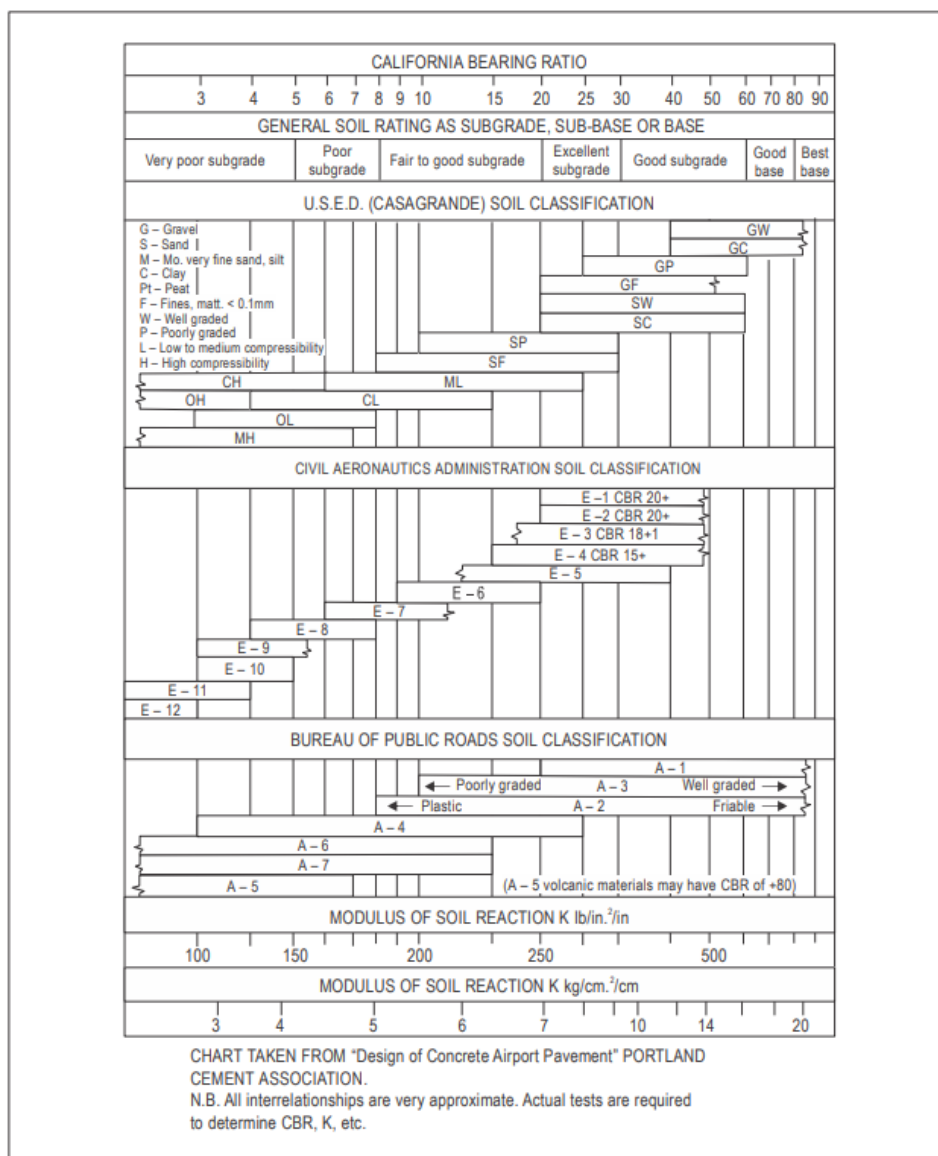 CALIFORNIA BEARING RATIO
3 4 5 6 7 8 9 10 15 20 25 30 40 50 60 70 80 90
GENERAL SOIL RATING AS SUBGRADE, SUB-BASE OR BASE
Very poor subgrade
Poor
subgrade
Fair to good subgrade
Excellent
subgrade
Good subgrade
Good
base
Best
base
U.S.E.D. (CASAGRANDE) SOIL CLASSIFICATION
G – Gravel
S – Sand
M – Mo. very fine sand, silt
C – Clay
Pt – Peat
F – Fines, matt. < 0.1mm
W – Well graded
P – Poorly graded
L – Low to medium compressibility
H – High compressibility
GW
GC
GP
GF
SW
SC
SP
SF
CH ML
OH CL
OL
MH
CIVIL AERONAUTICS ADMINISTRATION SOIL CLASSIFICATION
E –1 CBR 20+
E –2 CBR 20+
E – 3 CBR 18+1
E – 4 CBR 15+
E – 5
E – 6
E – 7
E – 8
E – 9
E – 10
E – 11
E – 12
BUREAU OF PUBLIC ROADS SOIL CLASSIFICATION
A – 1
Poorly graded A – 3 Well graded
Plastic A – 2 Friable
A – 4
A – 6
A – 7
A – 5 (A – 5 volcanic materials may have CBR of +80)
MODULUS OF SOIL REACTION K lb/in.²/in
100 150 200 250 500
MODULUS OF SOIL REACTION K kg/cm.²/cm
3 4 5 6 7 10 14 20
CHART TAKEN FROM “Design of Concrete Airport Pavement” PORTLAND
CEMENT ASSOCIATION.
N.B. All interrelationships are very approximate. Actual tests are required
to determine CBR, K, etc.